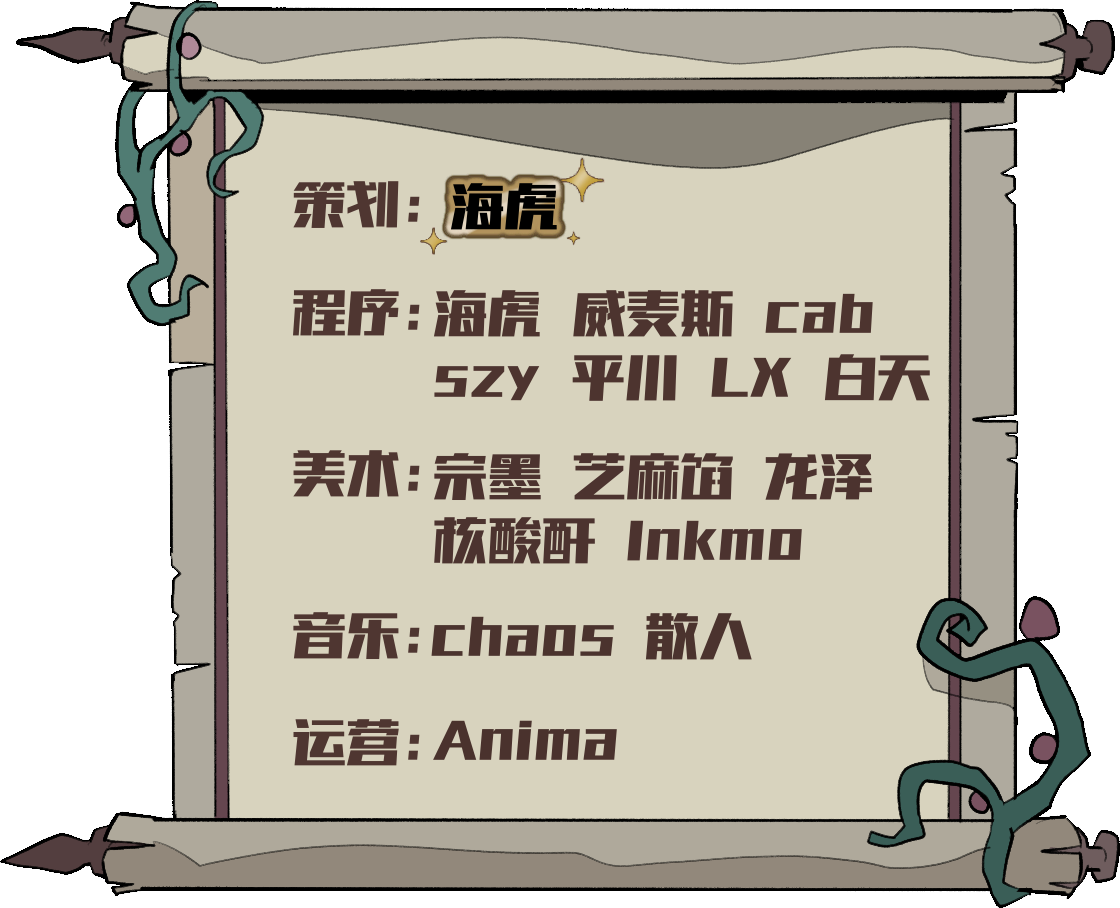 策划：海虎
程序：海虎 威麦斯 cab
szy 平川 LX 白天
美术：宗墨 芝麻馅 龙泽
核酸酐 Inkmo
音乐：chaos 散人
运营：Anima